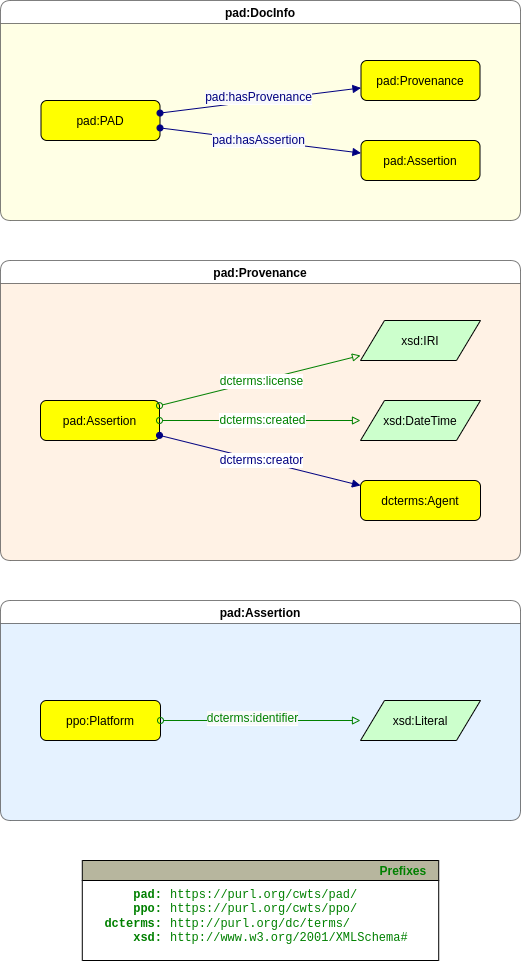 pad:DocInfo
pad:Provenance
pad:hasProvenance
pad:PAD
pad:hasAssertion
pad:Assertion
pad:Provenance
xsd:IRI
dcterms:license
pad:Assertion
dcterms:created
xsd:DateTime
dcterms:creator
dcterms:Agent
pad:Assertion
ppo:Platform
dcterms:identifier
xsd:Literal
Prefixes
pad: https://purl.org/cwts/pad/
ppo: https://purl.org/cwts/ppo/
dcterms: http://purl.org/dc/terms/
xsd: http://www.w3.org/2001/XMLSchema#